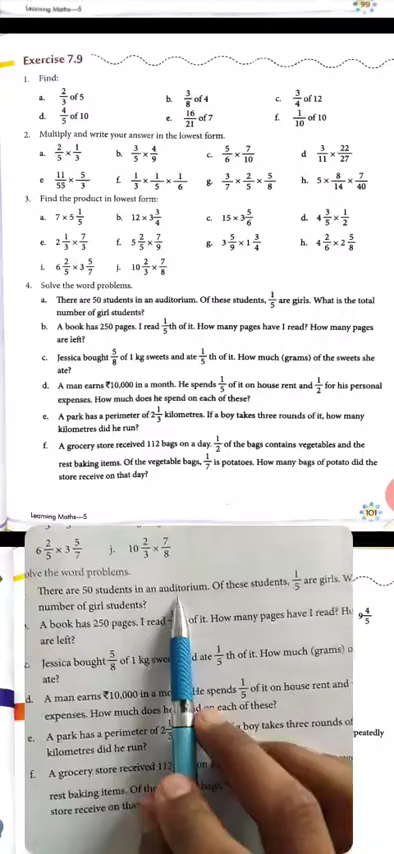 Learning Maths—5
99
Exercise 7.9
1. Find:
a. 2/3 of 5 b. 3/8 of 4 c. 3/4 of 12
d. 4/5 of 10 e. 16/21 of 7 f. 1/10 of 10
2. Multiply and write your answer in the lowest form.
a. 2/5 × 1/3 b. 3/5 × 4/9 c. 5/6 × 7/10 d 3/11 × 22/27
e 11/55 × 5/3 f. 1/3 × 1/5 × 1/6 g. 3/7 × 2/5 × 5/8 h. 5 × 8/14 × 7/40
3. Find the product in lowest form:
a. 7 × 5 1/5 b. 12 × 3 3/4 c. 15 × 3 5/6 d. 4 3/5 × 1/2
e. 2 1/3 × 7/3 f. 5 2/5 × 7/9 g. 3 5/9 × 1 3/4 h. 4 2/6 × 2 5/8
i. 6 2/5 × 3 5/7 j. 10 2/3 × 7/8
4. Solve the word problems.
a. There are 50 students in an auditorium. Of these students, 1/5 are girls. What is the total
number of girl students?
b. A book has 250 pages. I read 1/5th of it. How many pages have I read? How many pages
are left?
c. Jessica bought 5/8 of 1 kg sweets and ate 1/5 th of it. How much (grams) of the sweets she
ate?
d. A man earns ₹10,000 in a month. He spends 1/5 of it on house rent and 1/2 for his personal
expenses. How much does he spend on each of these?
e. A park has a perimeter of 2 1/3 kilometres. If a boy takes three rounds of it, how many
kilometres did he run?
f. A grocery store received 112 bags on a day. 1/2 of the bags contains vegetables and the
rest baking items. Of the vegetable bags, 1/7 is potatoes. How many bags of potato did the
store receive on that day?
Learning Maths—5
101
6 2/5 × 3 5/7 j. 10 2/3 × 7/8
olve the word problems.
There are 50 students in an auditorium. Of these students, 1/5 are girls. W
number of girl students?
A book has 250 pages. I read of it. How many pages have I read? H
9 4/5
are left?
Jessica bought 5/8 of 1 kg swee d ate 1/5 th of it. How much (grams) o
ate?
d. A man earns ₹10,000 in a mo He spends 1/5 of it on house rent and
expenses. How much does h on each of these?
e. A park has a perimeter of 2 boy takes three rounds of
peatedly
kilometres did he run?
f. A grocery store received 112
rest baking items. Of the bags,
store receive on tha